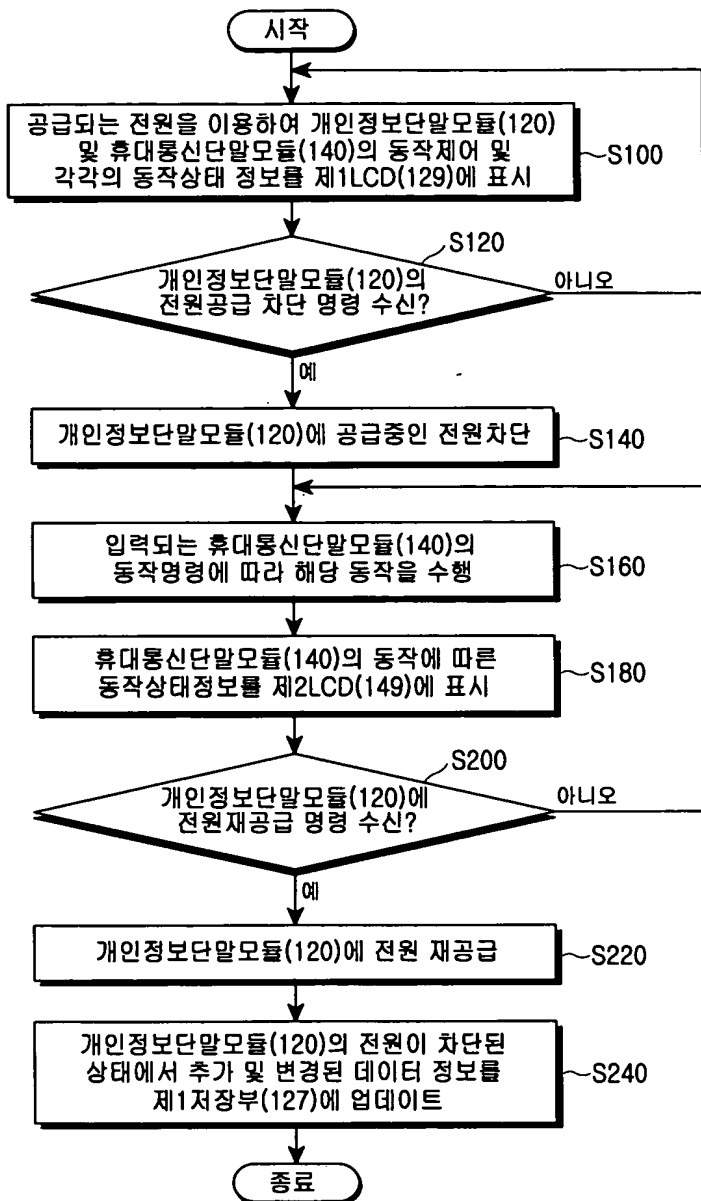 시작
공급되는 전원을 이용하여 개인정보단말모듈(120)
및 휴대통신단말모듈(140)의 동작제어 및
각각의 동작상태 정보를 제1LCD(129)에 표시
S100
S120
개인정보단말모듈(120)의
전원공급 차단 명령 수신?
아니오
예
개인정보단말모듈(120)에 공급중인 전원차단
S140
입력되는 휴대통신단말모듈(140)의
동작명령에 따라 해당 동작을 수행
S160
휴대통신단말모듈(140)의 동작에 따른
동작상태정보를 제2LCD(149)에 표시
S180
S200
개인정보단말모듈(120)에
전원재공급 명령 수신?
아니오
예
개인정보단말모듈(120)에 전원 재공급
S220
개인정보단말모듈(120)의 전원이 차단된
상태에서 추가 및 변경된 데이터 정보를
제1저장부(127)에 업데이트
S240
종료